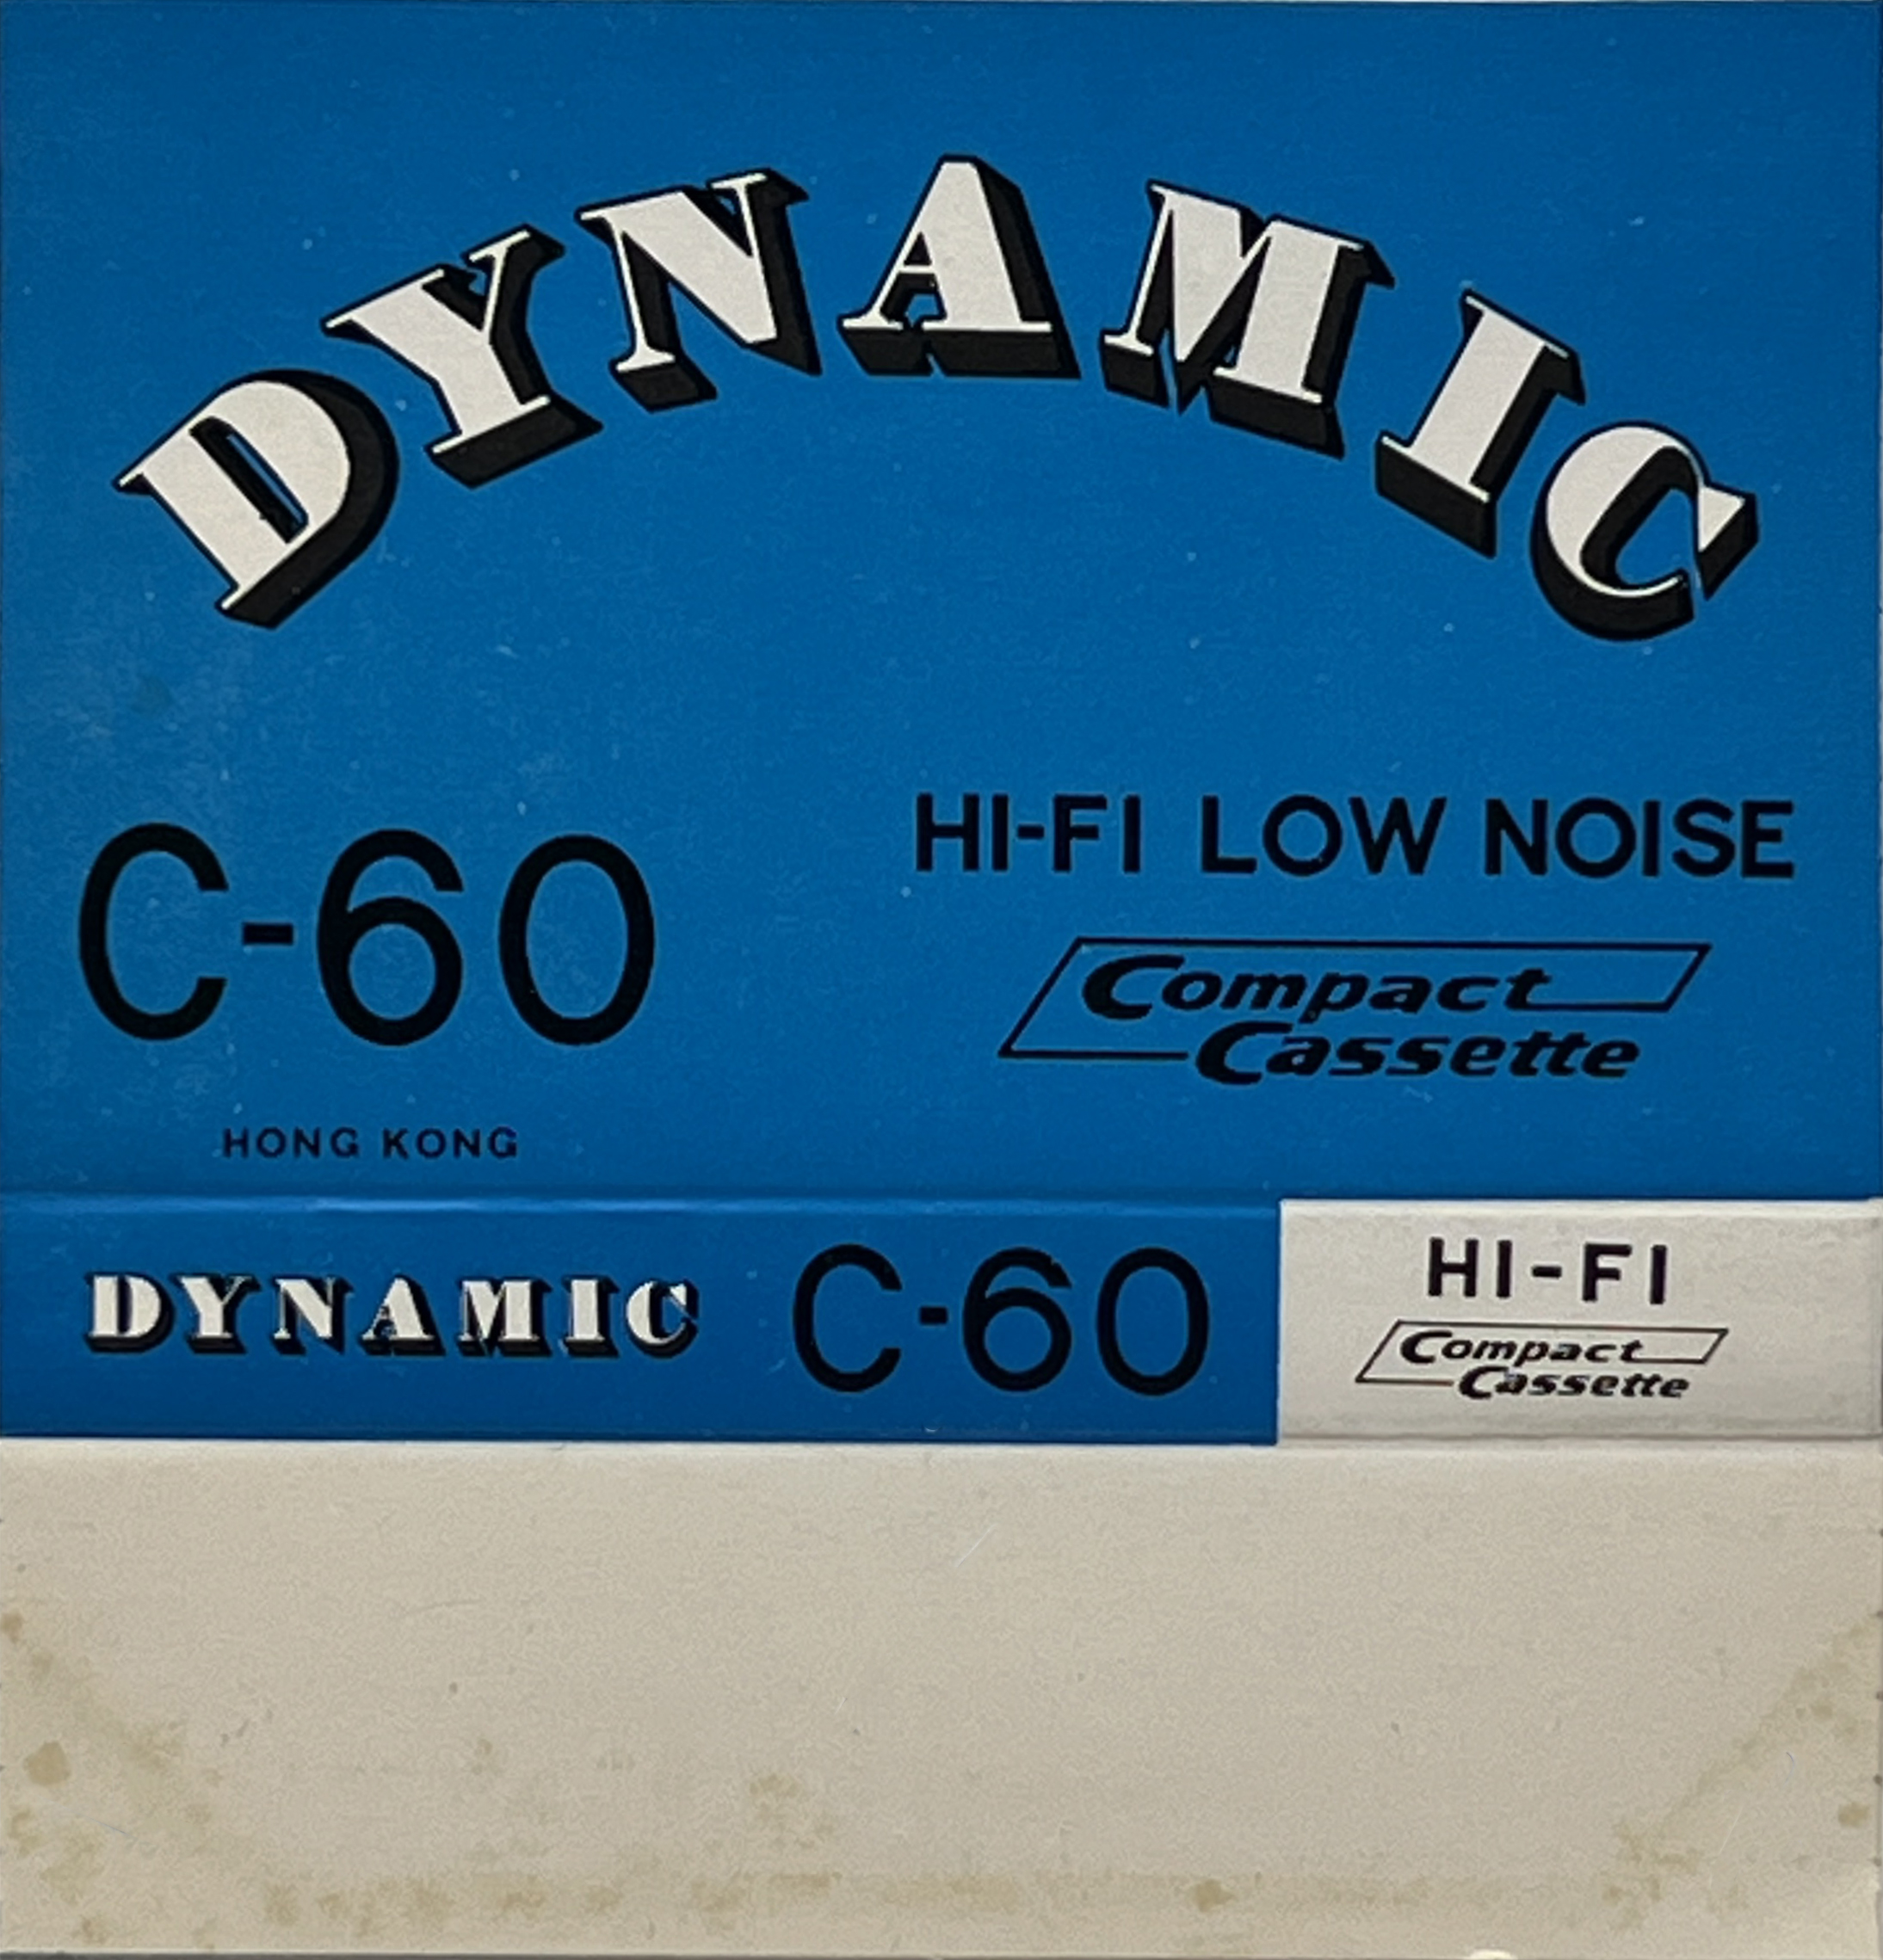 DYNAMIC
C-60
HI-FI LOW NOISE
Compact
Cassette
HONG KONG
DYNAMIC C-60
HI-FI
Compact
Cassette